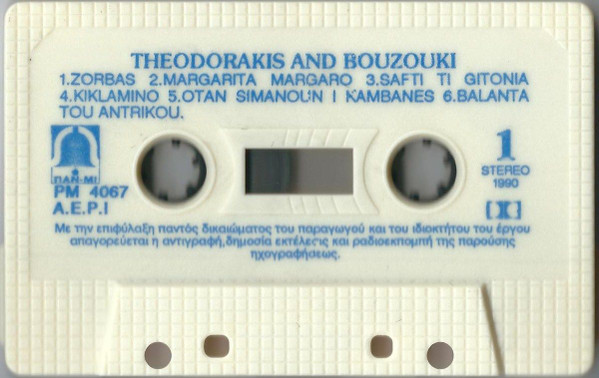 THEODORAKIS AND BOUZOUKI
1.ZORBAS 2.MARGARITA MARGARO 3.SAFTI TI GITONIA
4.KIKLAMINO 5.OTAN SIMANOUN I KAMBANES 6.BALANTA
TOU ANTRIKOU.
ΠΑΝ-ΜΙ
PM 4067
A.E.P.I
1
STEREO
1990
Με την επιφύλαξη παντός δικαιώματος του παραγωγού και του ιδιοκτήτου του έργου
απαγορεύεται η αντιγραφή,δημοσία εκτέλεσις και ραδιοεκπομπή της παρούσης
ηχογραφήσεως.